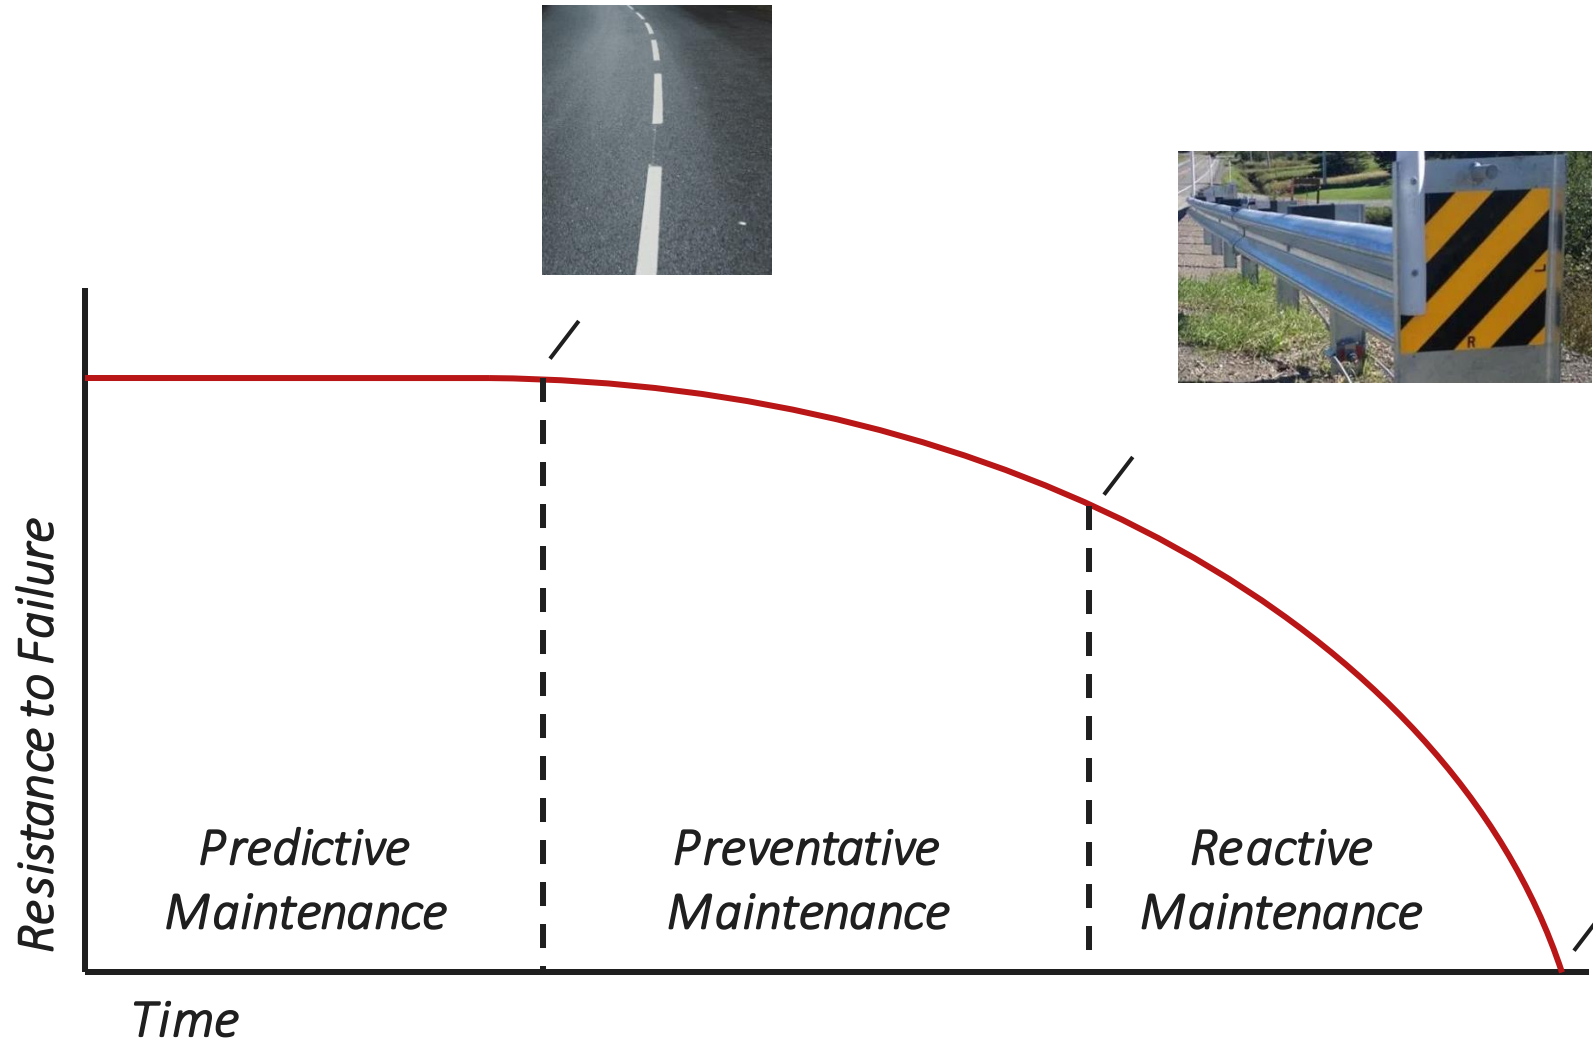 R
L
Resistance to Failure
Predictive
Maintenance
Preventative
Maintenance
Reactive
Maintenance
Time